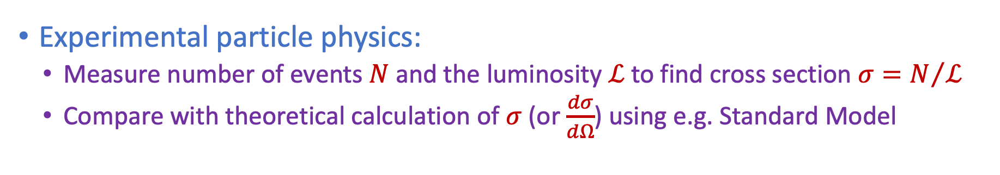 • Experimental particle physics:
• Measure number of events N and the luminosity ℒ to find cross section σ = N/ℒ
• Compare with theoretical calculation of σ (or dσ/dΩ) using e.g. Standard Model